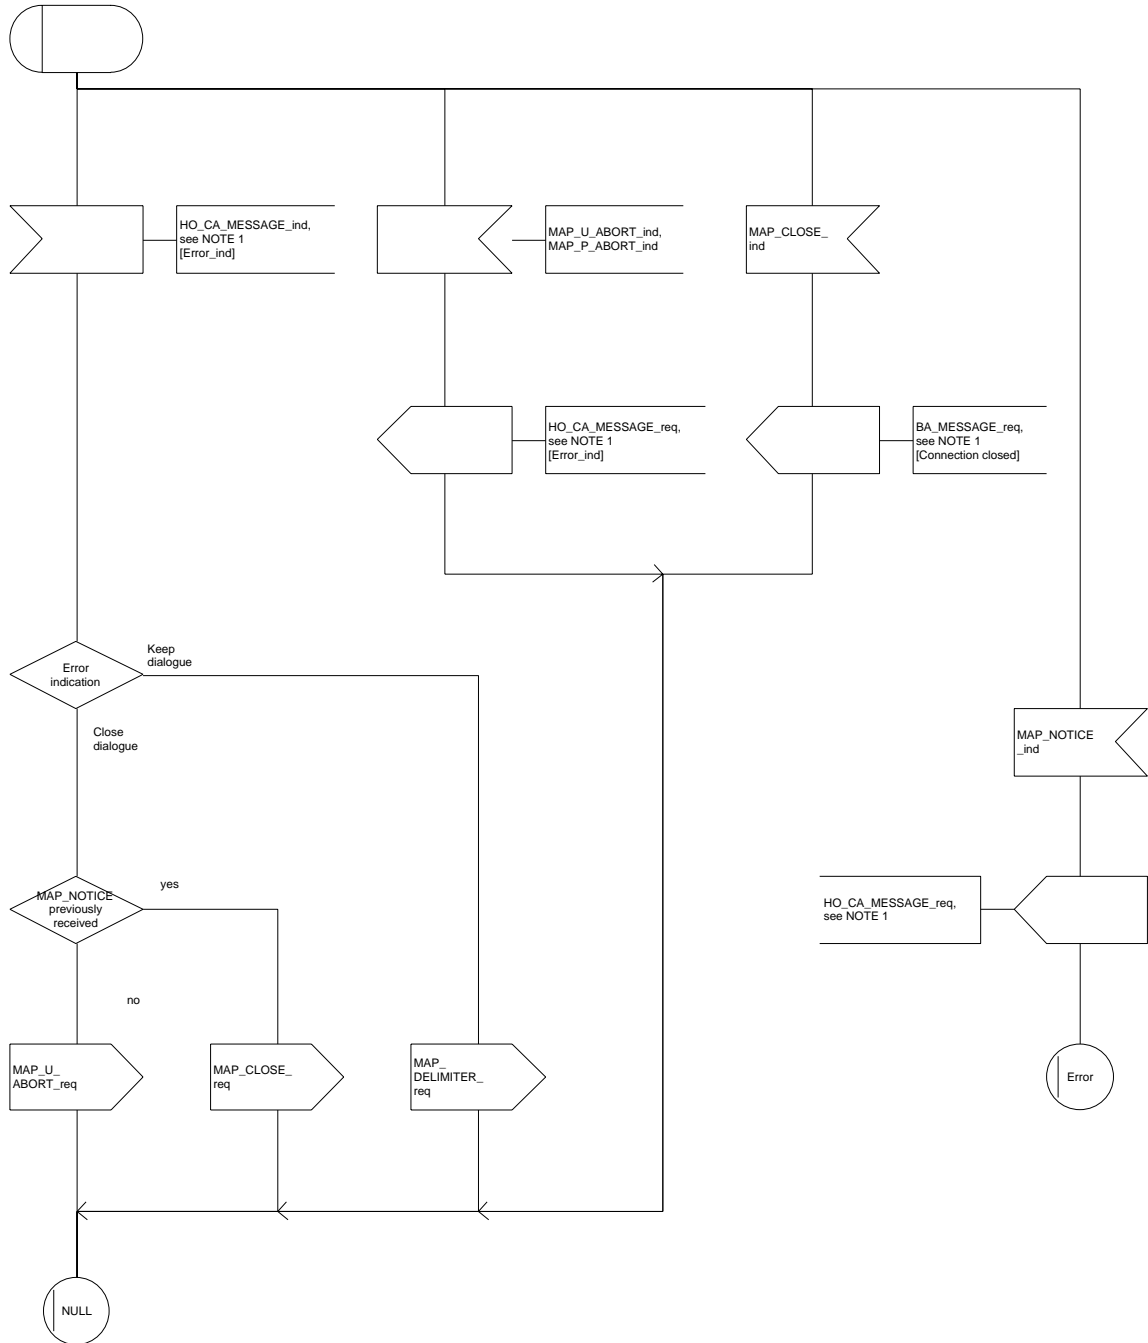 HO_CA_MESSAGE_ind,
see NOTE 1
[Error_ind]
MAP_U_ABORT_ind,
MAP_P_ABORT_ind
MAP_CLOSE_
ind
HO_CA_MESSAGE_req,
see NOTE 1
[Error_ind]
BA_MESSAGE_req,
see NOTE 1
[Connection closed]
Error
indication
Keep
dialogue
Close
dialogue
MAP_NOTICE
_ind
MAP_NOTICE
previously
received
yes
no
HO_CA_MESSAGE_req,
see NOTE 1
MAP_U_
ABORT_req
MAP_CLOSE_
req
MAP_
DELIMITER_
req
Error
NULL